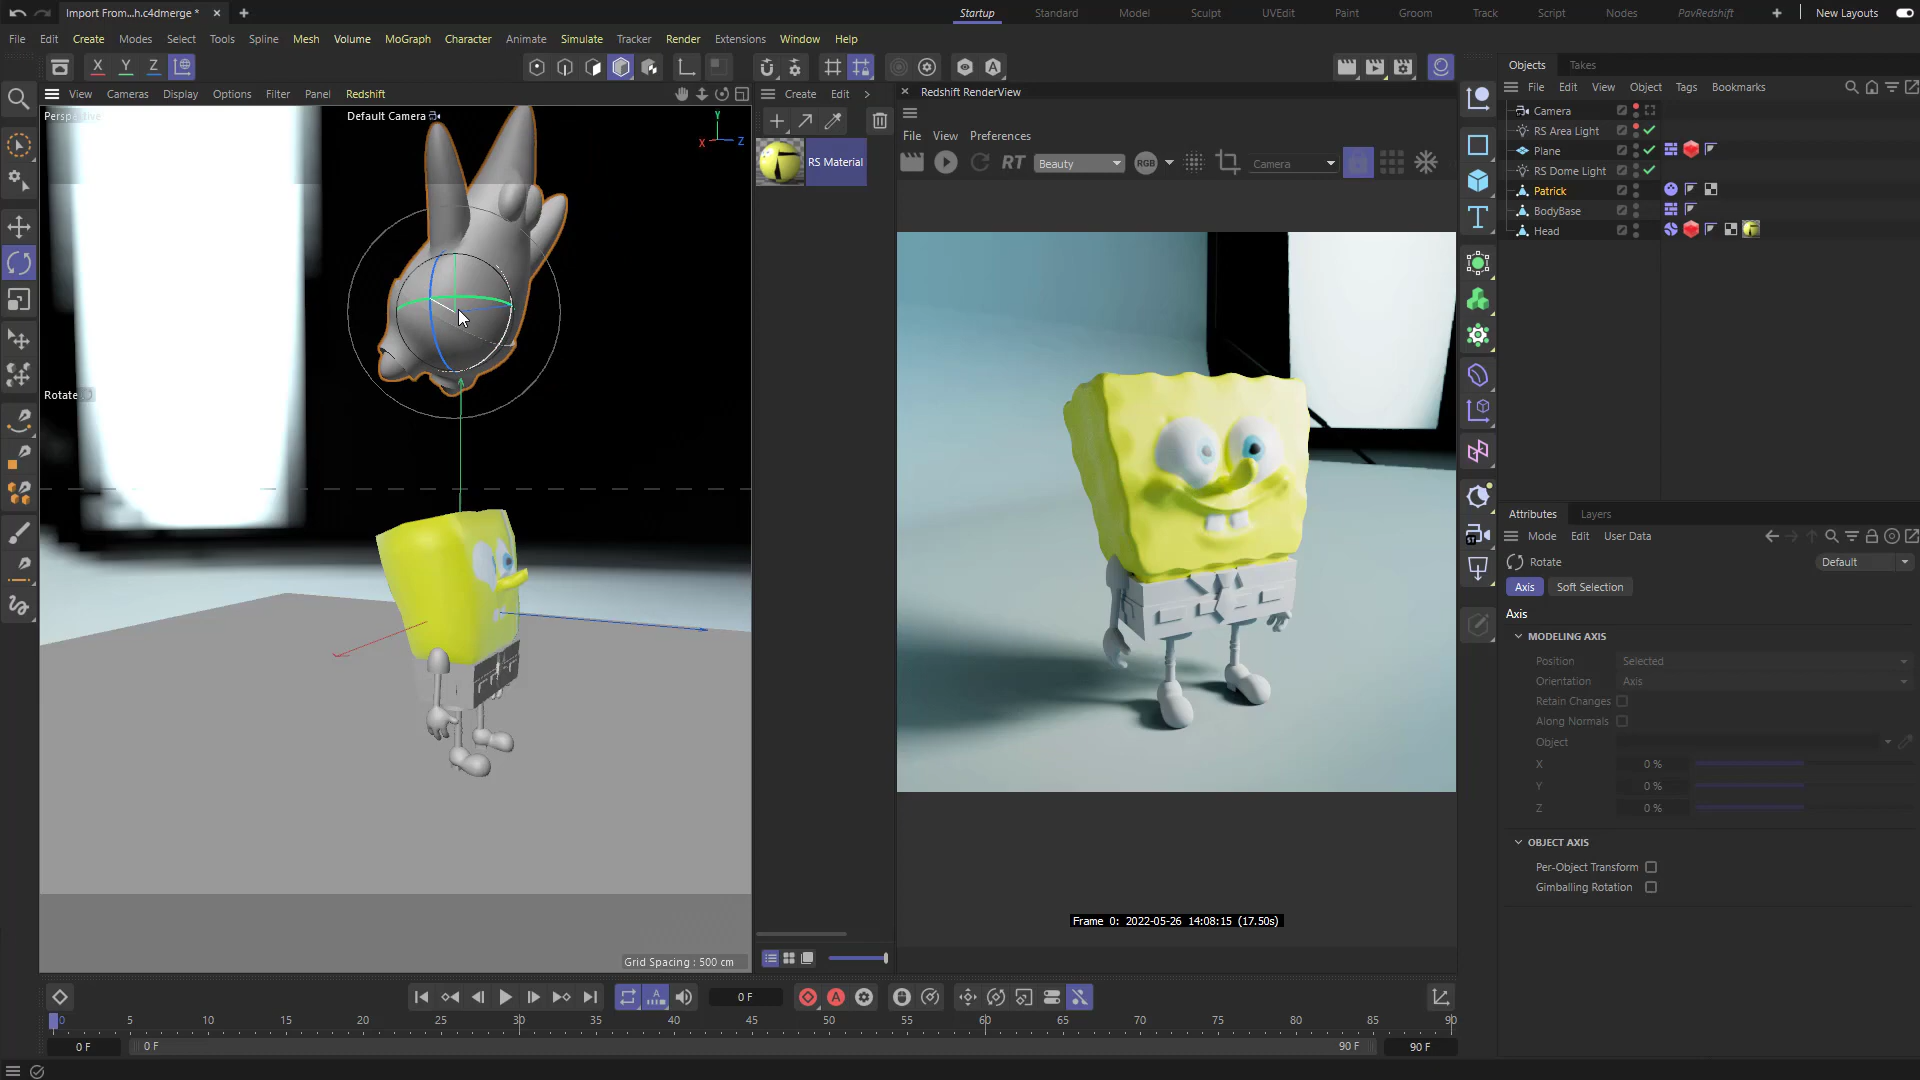 Import From...h.c4dmerge *
Startup
Standard
Model
Sculpt
UVEdit
Paint
Groom
Track
Script
Nodes
PavRedshift
New Layouts
File Edit Create Modes Select Tools Spline Mesh Volume MoGraph Character Animate Simulate Tracker Render Extensions Window Help
X Y Z
View Cameras Display Options Filter Panel Redshift
Perspective
Default Camera
Y
X
Z
Rotate
Grid Spacing : 500 cm
Create Edit
RS Material
Redshift RenderView
File View Preferences
RT
Beauty
RGB
Camera
Frame 0: 2022-05-26 14:08:15 (17.50s)
Objects Takes
File Edit View Object Tags Bookmarks
Camera
RS Area Light
Plane
RS Dome Light
Patrick
BodyBase
Head
Attributes Layers
Mode Edit User Data
Rotate
Default
Axis Soft Selection
Axis
MODELING AXIS
Position Selected
Orientation Axis
Retain Changes
Along Normals
Object
X 0 %
Y 0 %
Z 0 %
OBJECT AXIS
Per-Object Transform
Gimballing Rotation
0 F
0 5 10 15 20 25 30 35 40 45 50 55 60 65 70 75 80 85 90
0 F
0 F
90 F
90 F